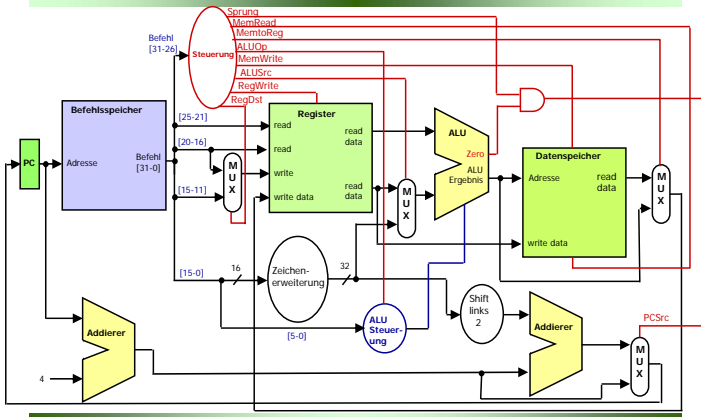 Sprung
MemRead
MemtoReg
ALUOp
MemWrite
ALUSrc
RegWrite
RegDst
Befehl
[31-26]
Steuerung
Befehlsspeicher
PC
Adresse
Befehl
[31-0]
[25-21]
[20-16]
[15-11]
M
U
X
Register
read
read
write
write data
read
data
read
data
M
U
X
ALU
Zero
ALU
Ergebnis
Datenspeicher
Adresse
read
data
write data
M
U
X
[15-0]
16
Zeichen-
erweiterung
32
[5-0]
ALU
Steuer-
ung
Shift
links
2
Addierer
4
Addierer
PCSrc
M
U
X